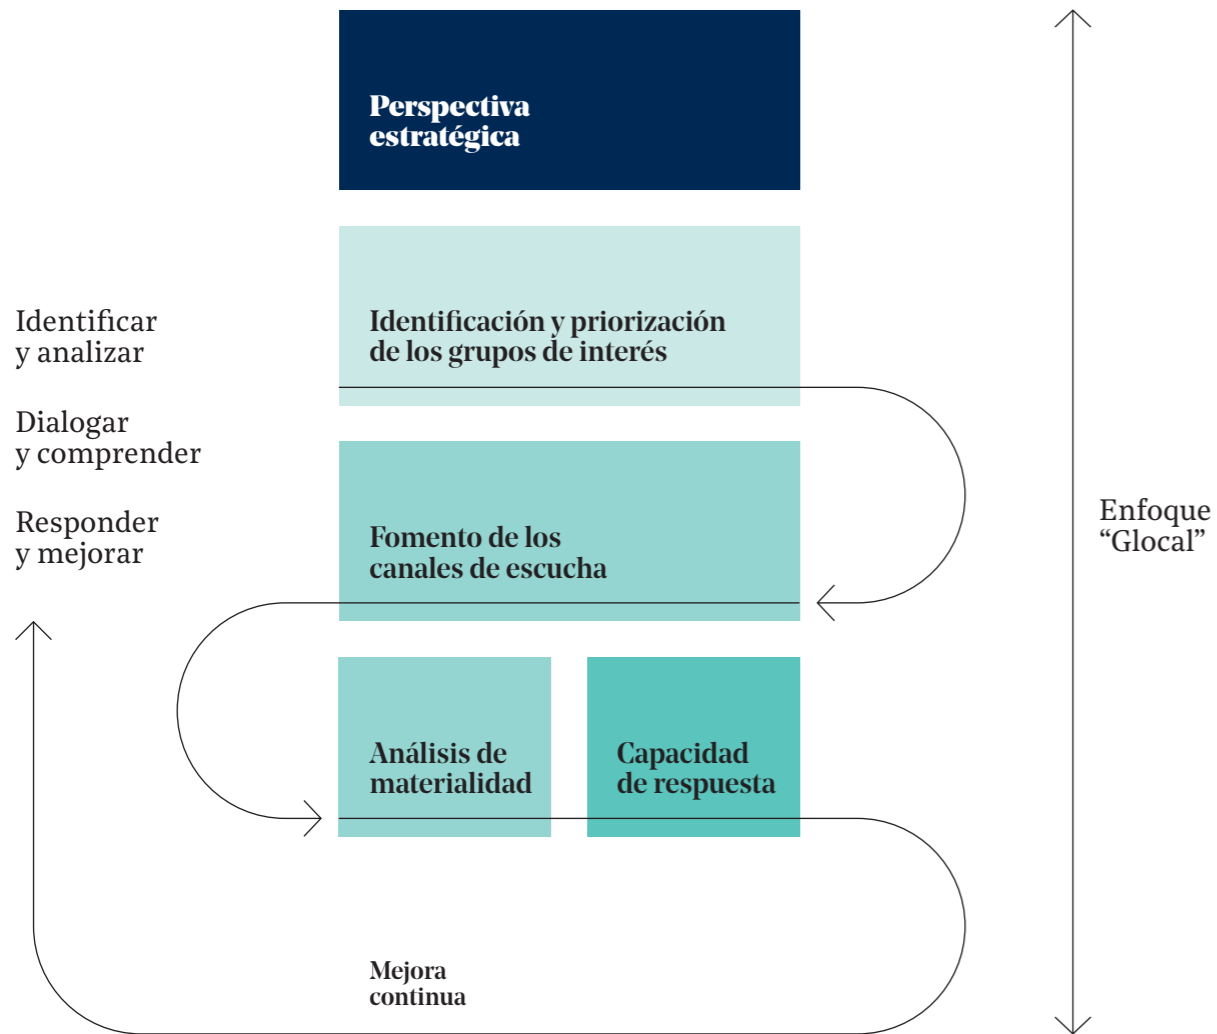 Perspectiva
estratégica
Identificar
y analizar
Dialogar
y comprender
Responder
y mejorar
Identificación y priorización
de los grupos de interés
Fomento de los
canales de escucha
Análisis de
materialidad
Capacidad
de respuesta
Mejora
continua
Enfoque
“Glocal”